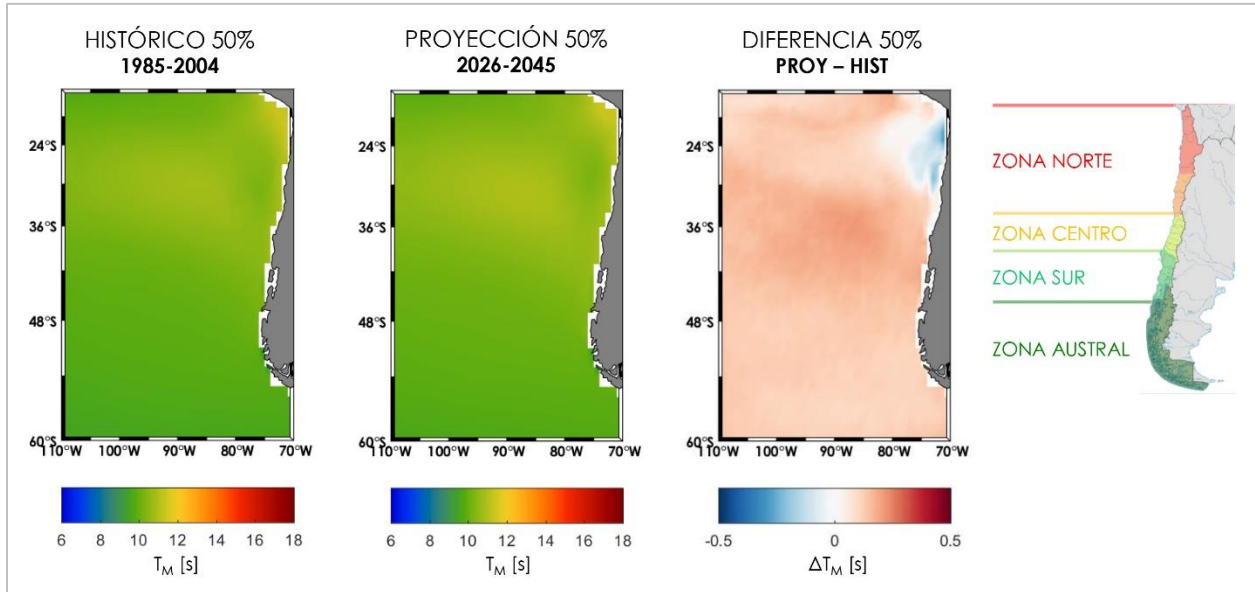 HISTÓRICO 50%
1985-2004
PROYECCIÓN 50%
2026-2045
DIFERENCIA 50%
PROY – HIST
24°S
36°S
48°S
60°S
110°W 100°W 90°W 80°W 70°W
24°S
36°S
48°S
60°S
110°W 100°W 90°W 80°W 70°W
24°S
36°S
48°S
60°S
110°W 100°W 90°W 80°W 70°W
6 8 10 12 14 16 18
T_M [s]
6 8 10 12 14 16 18
T_M [s]
-0.5 0 0.5
ΔT_M [s]
ZONA NORTE
ZONA CENTRO
ZONA SUR
ZONA AUSTRAL